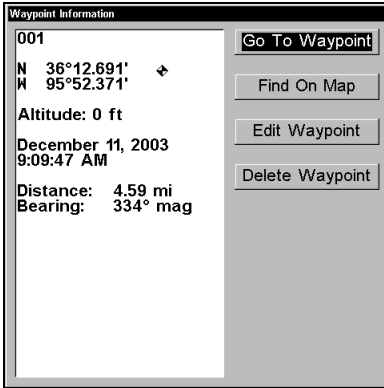 Waypoint Information
001
N 36°12.691'
W 95°52.371'
Altitude: 0 ft
December 11, 2003
9:09:47 AM
Distance: 4.59 mi
Bearing: 334° mag
Go To Waypoint
Find On Map
Edit Waypoint
Delete Waypoint